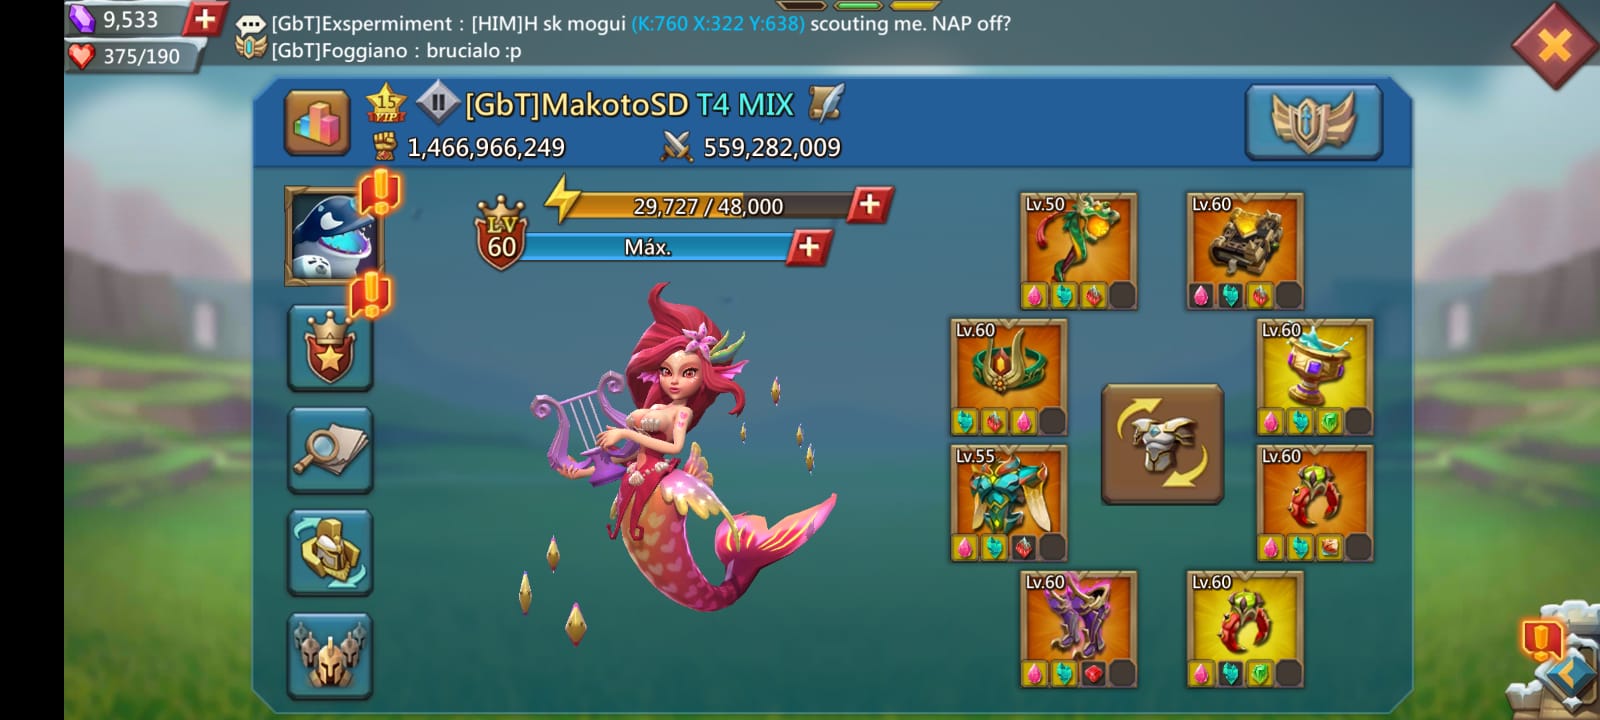 9,533
[GbT]Exspermiment : [HIM]H sk mogui (K:760 X:322 Y:638) scouting me. NAP off?
375/190
[GbT]Foggiano : brucialo :p
15
VIP
[GbT]MakotoSD T4 MIX
1,466,966,249
559,282,009
LV
60
29,727 / 48,000
Máx.
Lv.50
Lv.60
Lv.60
Lv.60
Lv.55
Lv.60
Lv.60
Lv.60